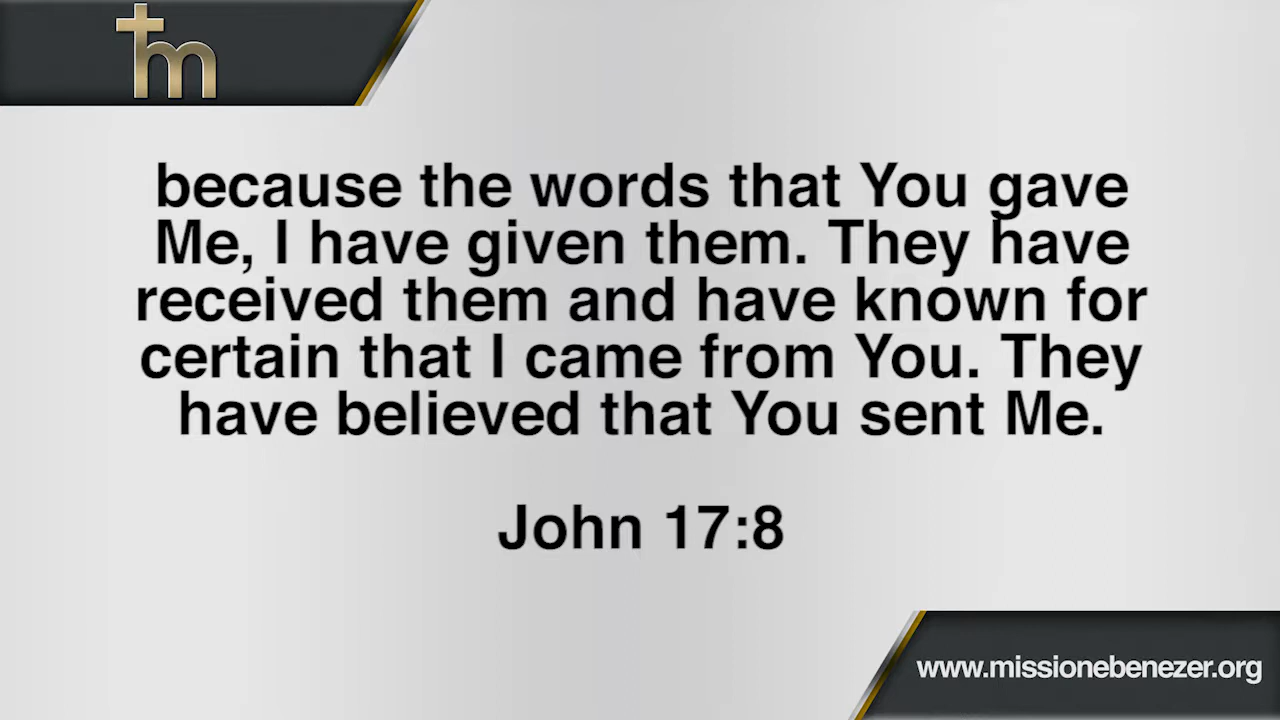 because the words that You gave
Me, I have given them. They have
received them and have known for
certain that I came from You. They
have believed that You sent Me.
John 17:8
www.missionebenezer.org